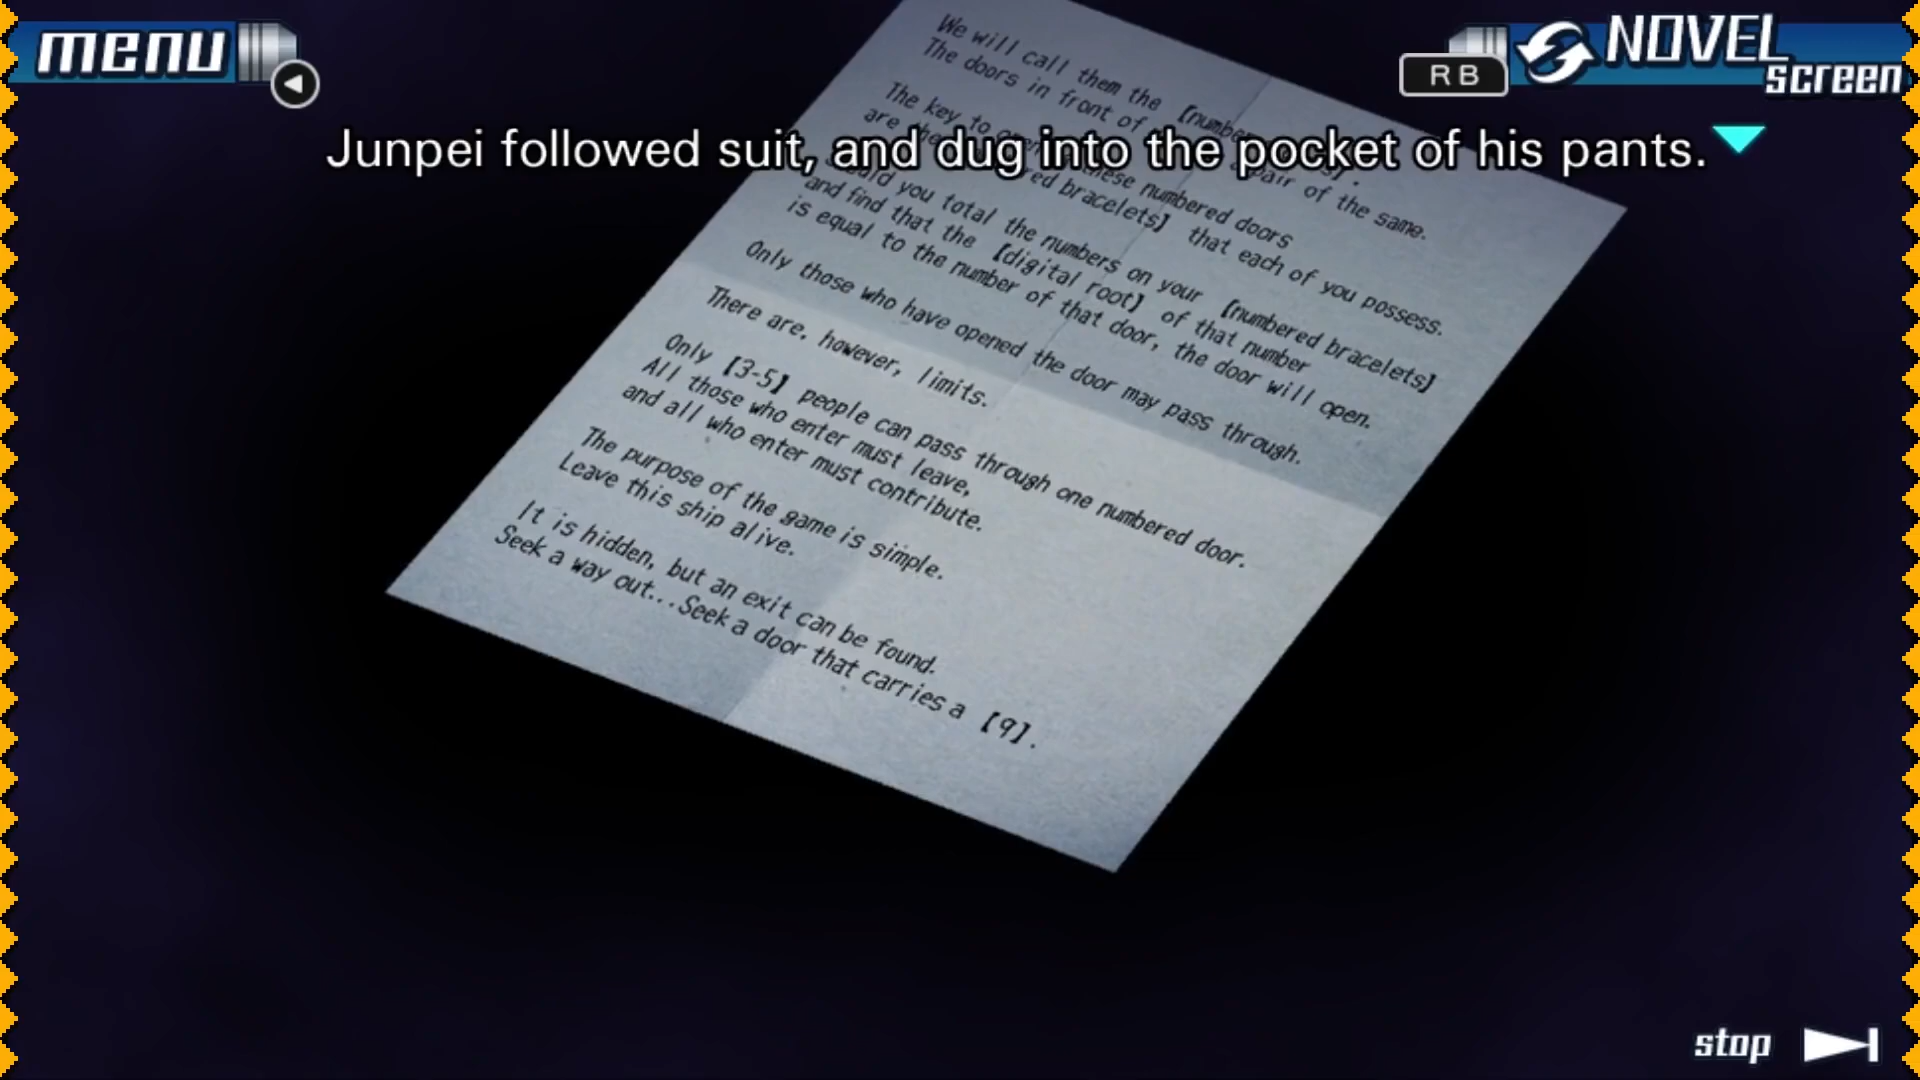 menu
RB
NOVEL
screen
Junpei followed suit, and dug into the pocket of his pants.
We will call them the 【number
The doors in front of pair of the same.
The key to these numbered doors
are the red bracelets】 that each of you possess.
you total the numbers on your 【numbered bracelets】
and find that the 【digital root】 of that number
is equal to the number of that door, the door will open.
Only those who have opened the door may pass through.
There are, however, limits.
Only 【3-5】 people can pass through one numbered door.
All those who enter must leave,
and all who enter must contribute.
The purpose of the game is simple.
Leave this ship alive.
It is hidden, but an exit can be found.
Seek a way out...Seek a door that carries a 【9】.
stop